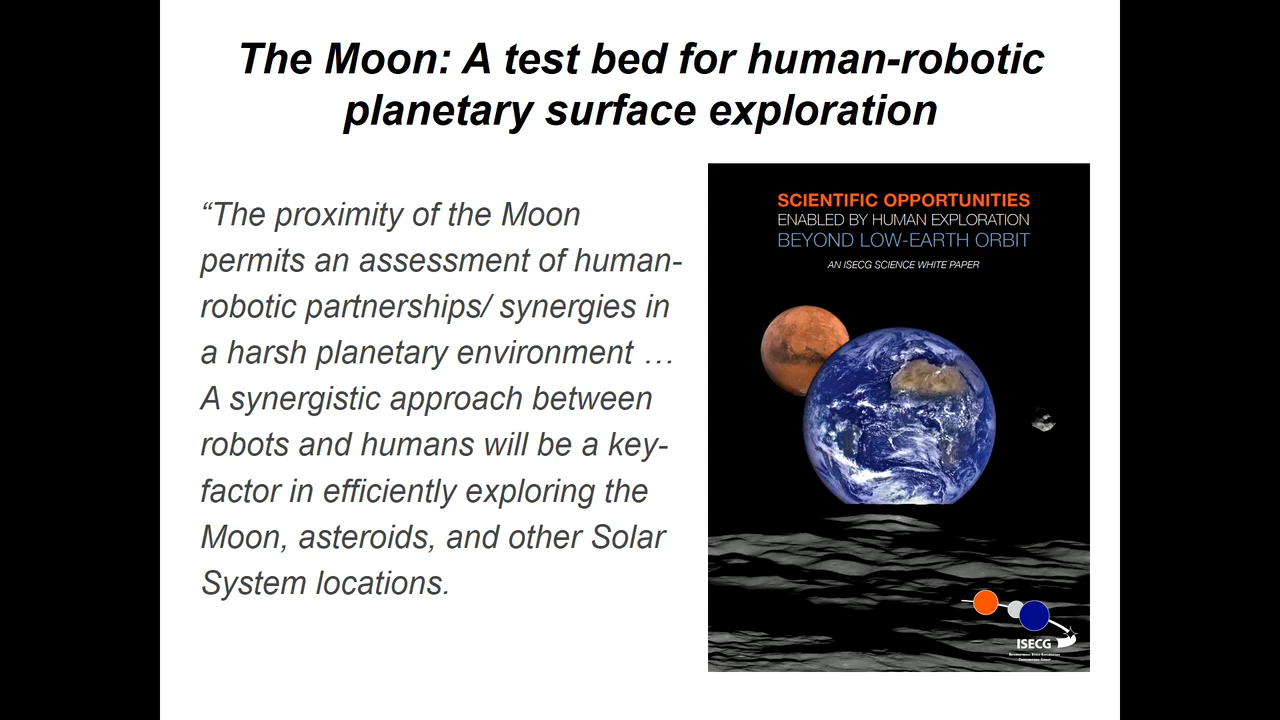 The Moon: A test bed for human-robotic
planetary surface exploration
“The proximity of the Moon
permits an assessment of human-
robotic partnerships/ synergies in
a harsh planetary environment …
A synergistic approach between
robots and humans will be a key-
factor in efficiently exploring the
Moon, asteroids, and other Solar
System locations.
SCIENTIFIC OPPORTUNITIES
ENABLED BY HUMAN EXPLORATION
BEYOND LOW-EARTH ORBIT
AN ISECG SCIENCE WHITE PAPER
ISECG